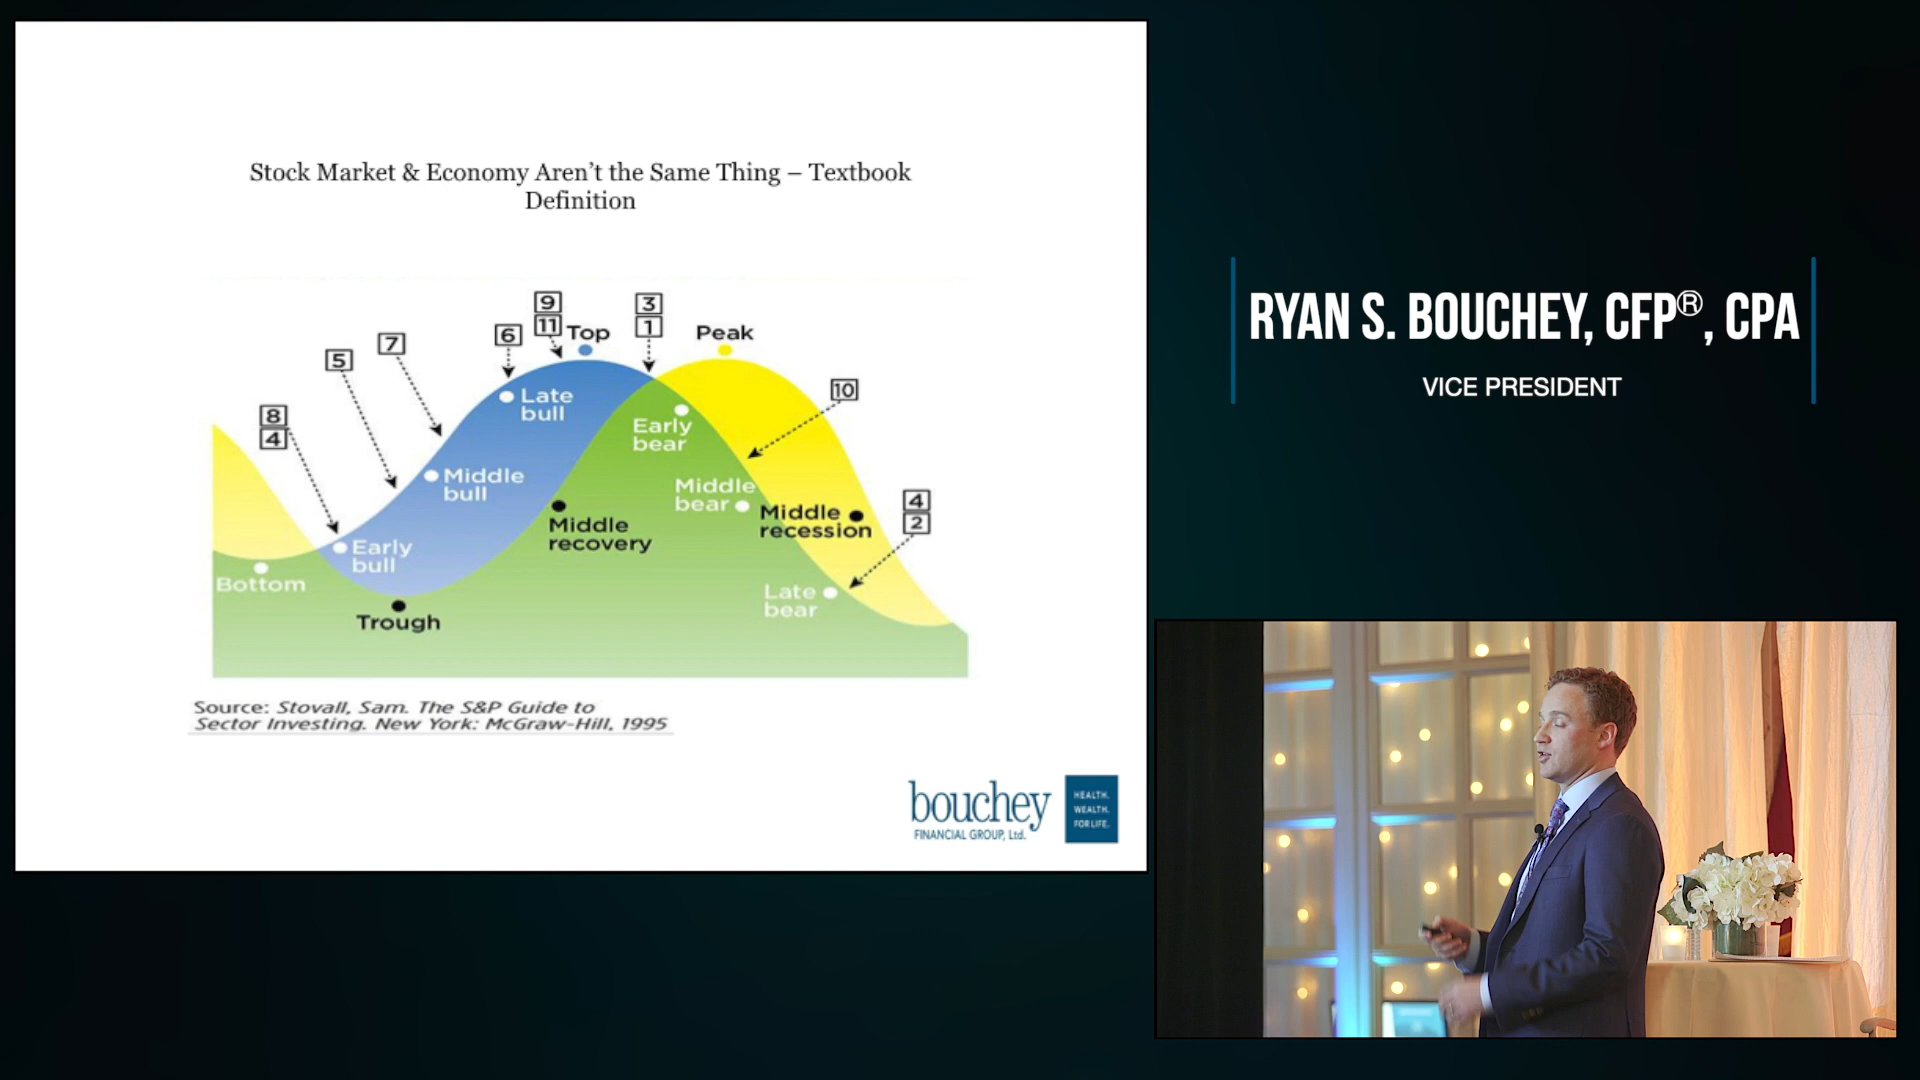 Stock Market & Economy Aren’t the Same Thing – Textbook
Definition
9
11
3
1
6
Top
Peak
7
5
10
8
4
Late
bull
Early
bear
Middle
bull
Middle
bear
Middle
recession
4
2
Middle
recovery
Early
bull
Bottom
Late
bear
Trough
Source: Stovall, Sam. The S&P Guide to
Sector Investing. New York: McGraw-Hill, 1995
bouchey
FINANCIAL GROUP, Ltd.
HEALTH.
WEALTH.
FOR LIFE.
RYAN S. BOUCHEY, CFP®, CPA
VICE PRESIDENT